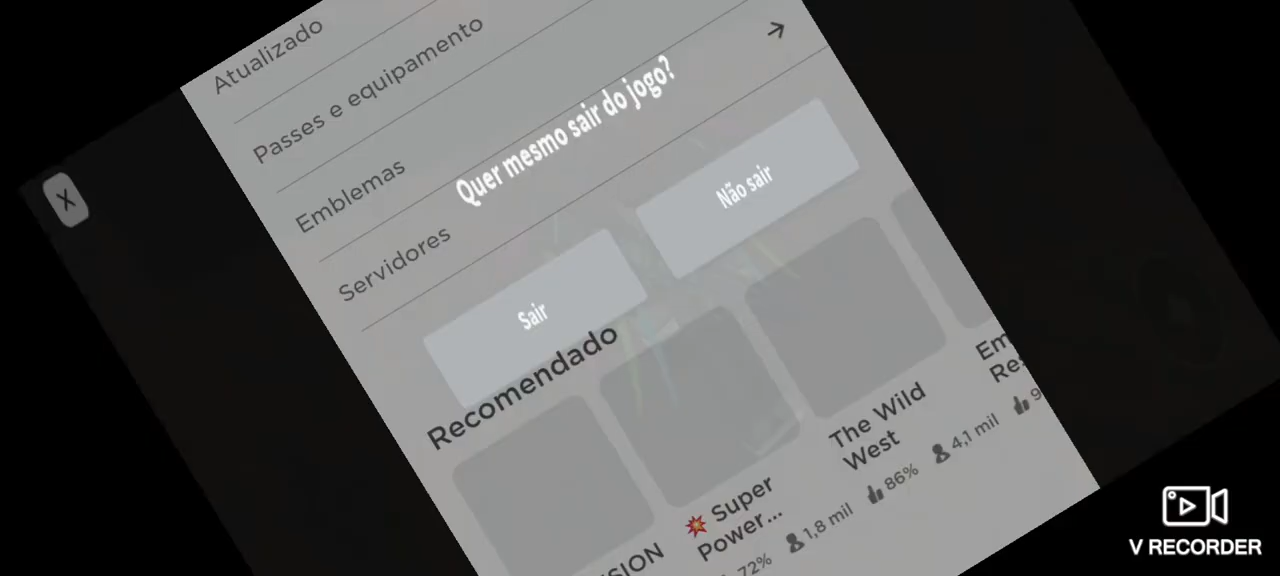 Atualizado
Passes e equipamento
Emblemas
Servidores
X
Quer mesmo sair do jogo?
Sair
Não sair
Recomendado
💥 Super
Power...
72%
1,8 mil
The Wild
West
86%
4,1 mil
V RECORDER